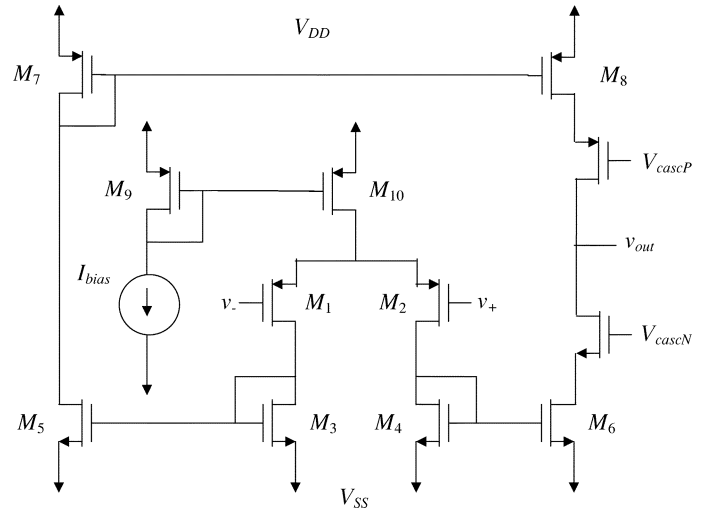 V_DD
M_7
M_8
M_9
M_10
V_cascP
I_bias
v_out
v_-
M_1
M_2
v_+
V_cascN
M_5
M_3
M_4
M_6
V_SS